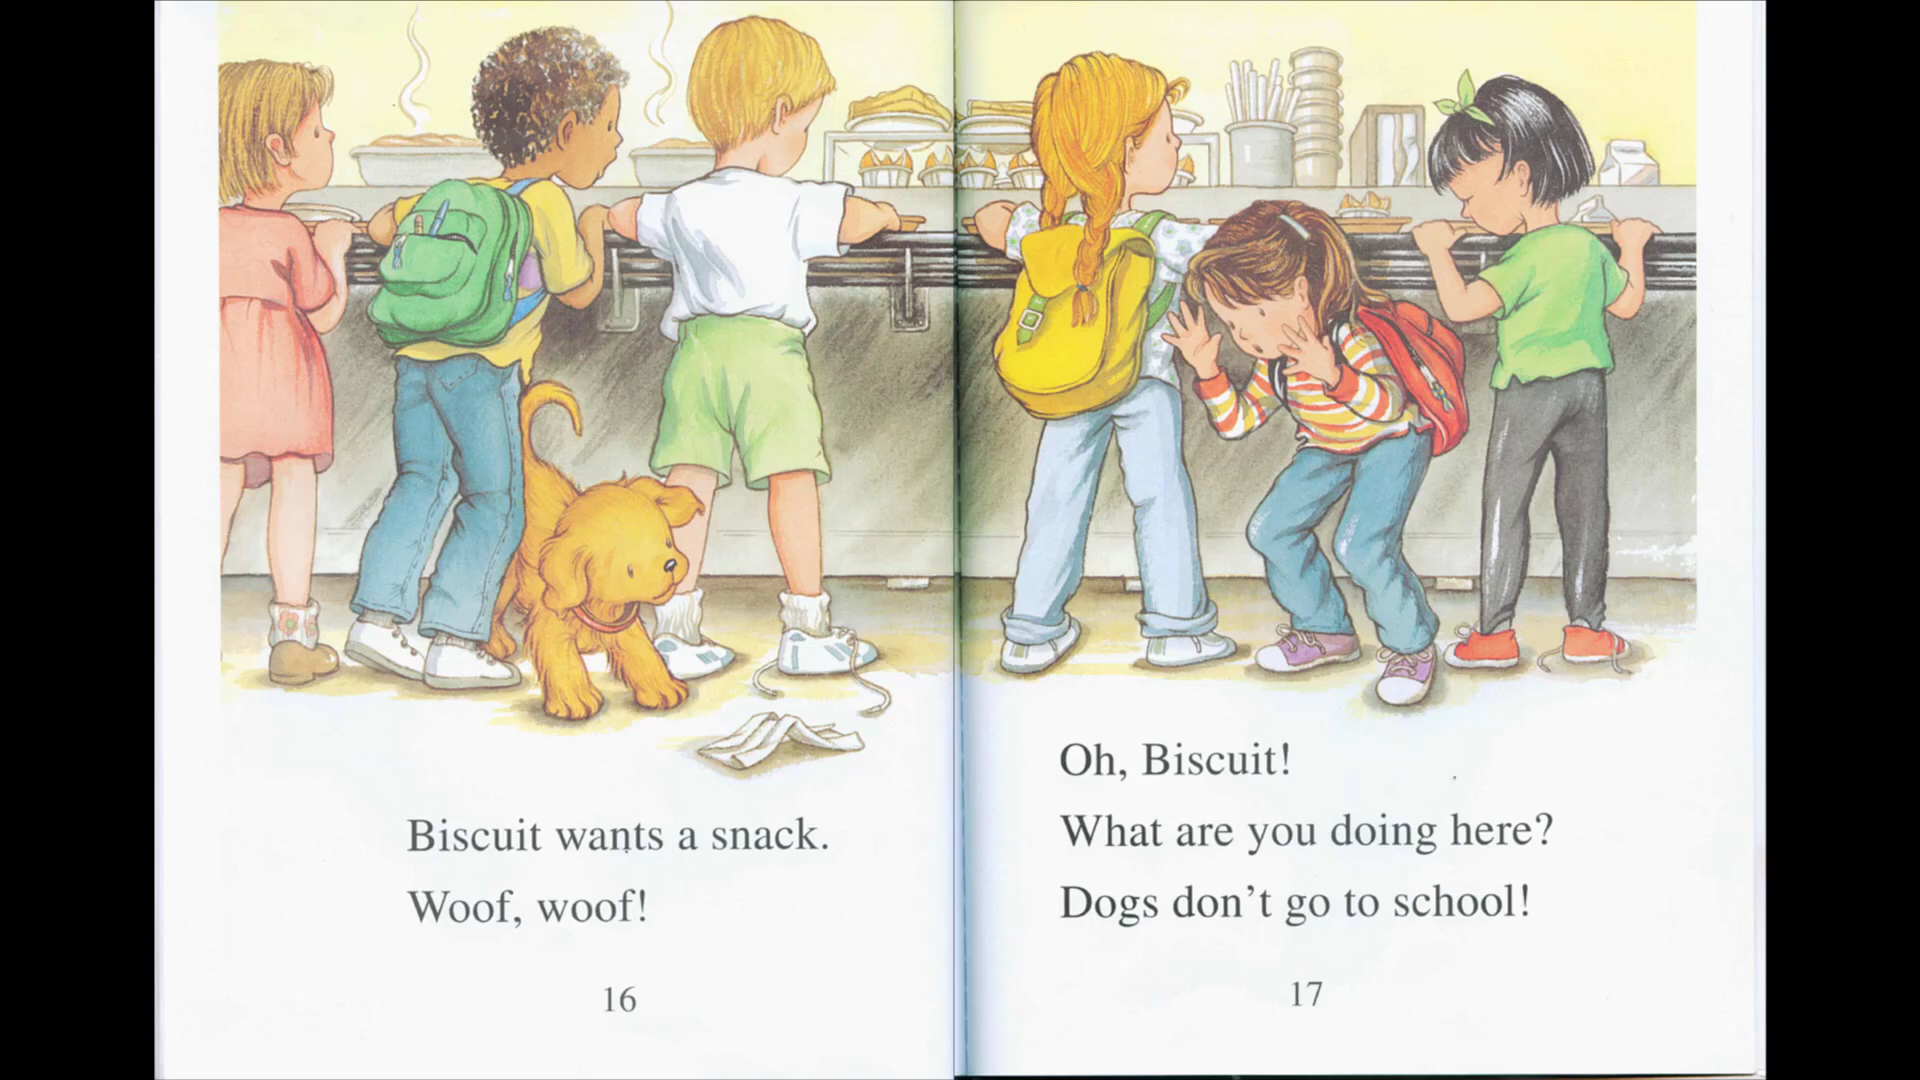 Biscuit wants a snack.
Woof, woof!
16
Oh, Biscuit!
What are you doing here?
Dogs don't go to school!
17